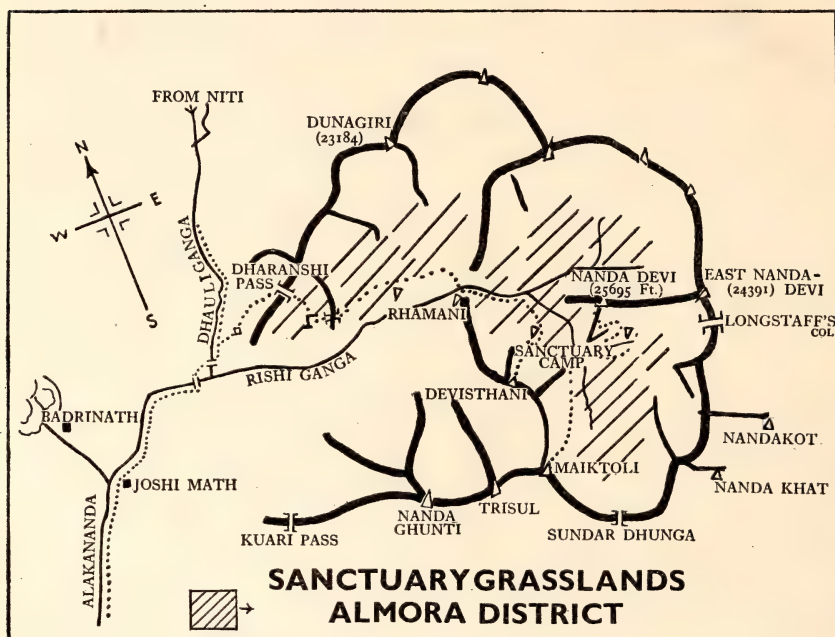 FROM NITI
DUNAGIRI
(23184)
N
W
E
S
DHAULIGANGA
DHARANSHI
PASS
NANDA DEVI
(25695 Ft.)
EAST NANDA-
(24391) DEVI
RHAMANI
LONGSTAFF'S
COL
SANCTUARY
CAMP
RISHI GANGA
DEVISTHANI
BADRINATH
NANDAKOT
JOSHI MATH
MAIKTOLI
NANDA KHAT
TRISUL
NANDA
GHUNTI
KUARI PASS
SUNDAR DHUNGA
ALAKANANDA
SANCTUARY GRASSLANDS
ALMORA DISTRICT